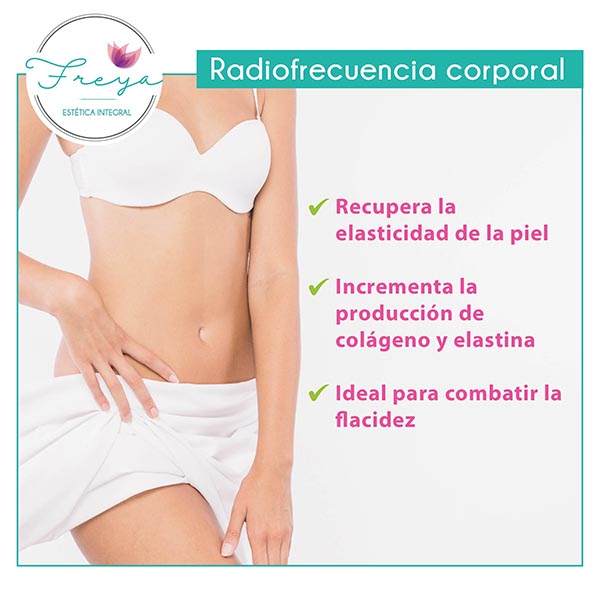 Freya
ESTÉTICA INTEGRAL
Radiofrecuencia corporal
✔ Recupera la
elasticidad de la piel
✔ Incrementa la
producción de
colágeno y elastina
✔ Ideal para combatir la
flacidez